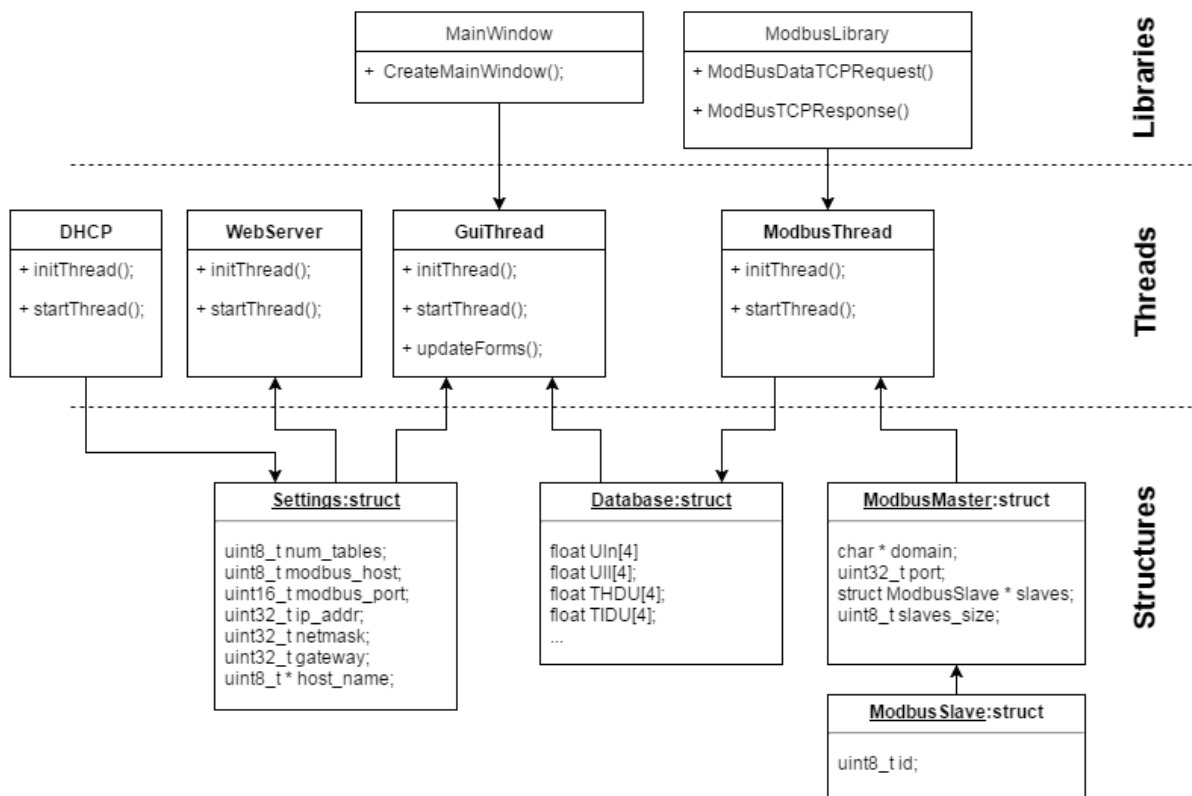 MainWindow
+ CreateMainWindow();
ModbusLibrary
+ ModBusDataTCPRequest()
+ ModBusTCPResponse()
Libraries
DHCP
+ initThread();
+ startThread();
WebServer
+ initThread();
+ startThread();
GuiThread
+ initThread();
+ startThread();
+ updateForms();
ModbusThread
+ initThread();
+ startThread();
Threads
Settings:struct
uint8_t num_tables;
uint8_t modbus_host;
uint16_t modbus_port;
uint32_t ip_addr;
uint32_t netmask;
uint32_t gateway;
uint8_t * host_name;
Database:struct
float Uln[4]
float Ull[4];
float THDU[4];
float TIDU[4];
...
ModbusMaster:struct
char * domain;
uint32_t port;
struct ModbusSlave * slaves;
uint8_t slaves_size;
ModbusSlave:struct
uint8_t id;
Structures